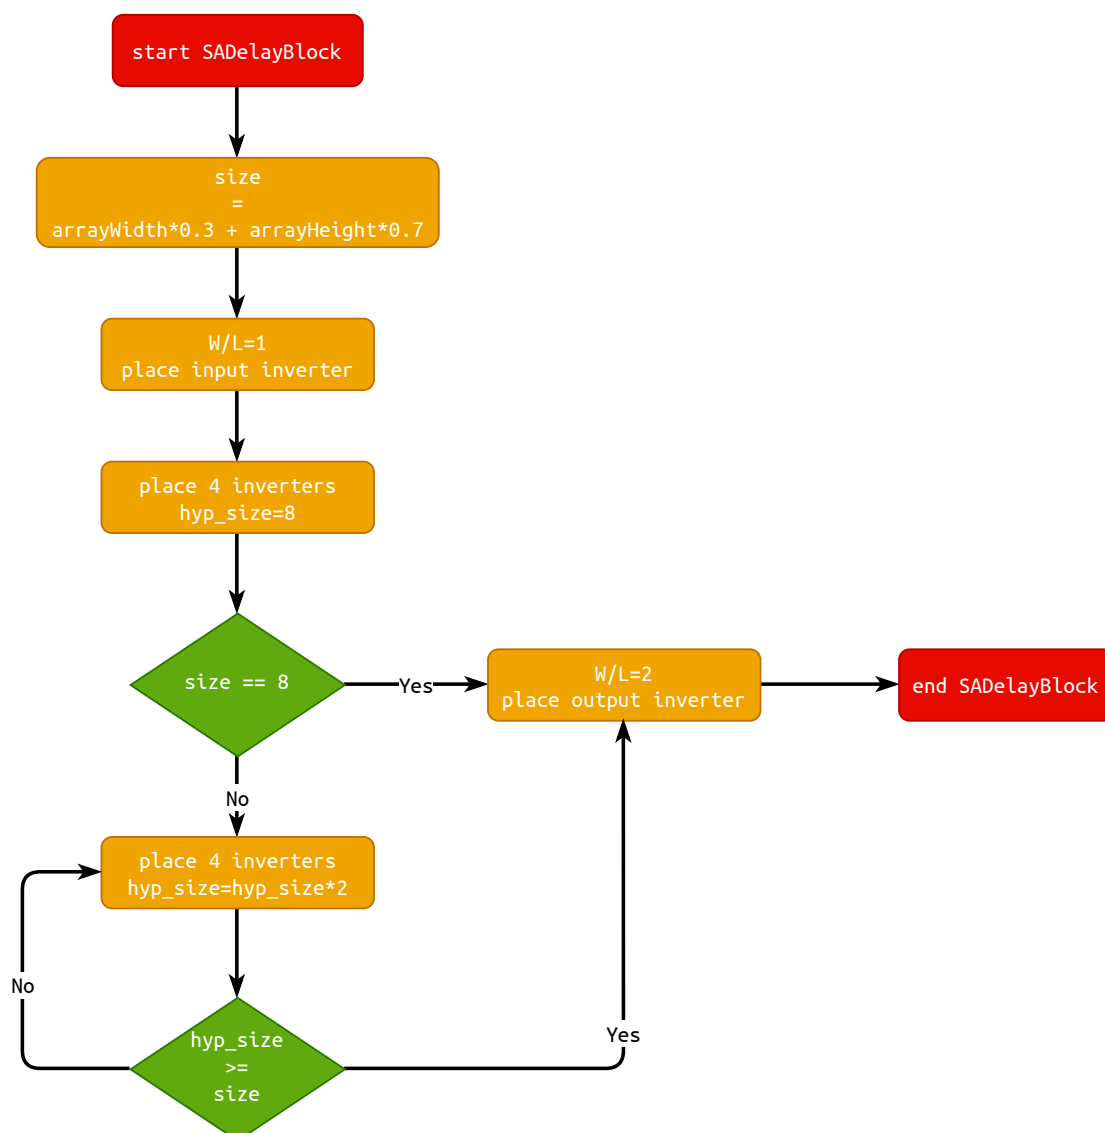 start SADelayBlock
size
=
arrayWidth*0.3 + arrayHeight*0.7
W/L=1
place input inverter
place 4 inverters
hyp_size=8
size == 8
Yes
W/L=2
place output inverter
end SADelayBlock
No
place 4 inverters
hyp_size=hyp_size*2
No
hyp_size
>=
size
Yes